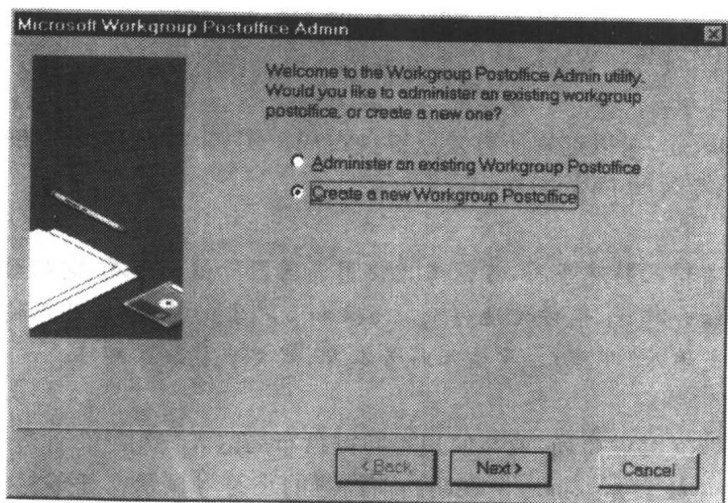 Microsoft Workgroup Postoffice Admin
Welcome to the Workgroup Postoffice Admin utility.
Would you like to administer an existing workgroup
postoffice, or create a new one?
Administer an existing Workgroup Postoffice
Create a new Workgroup Postoffice
< Back
Next >
Cancel